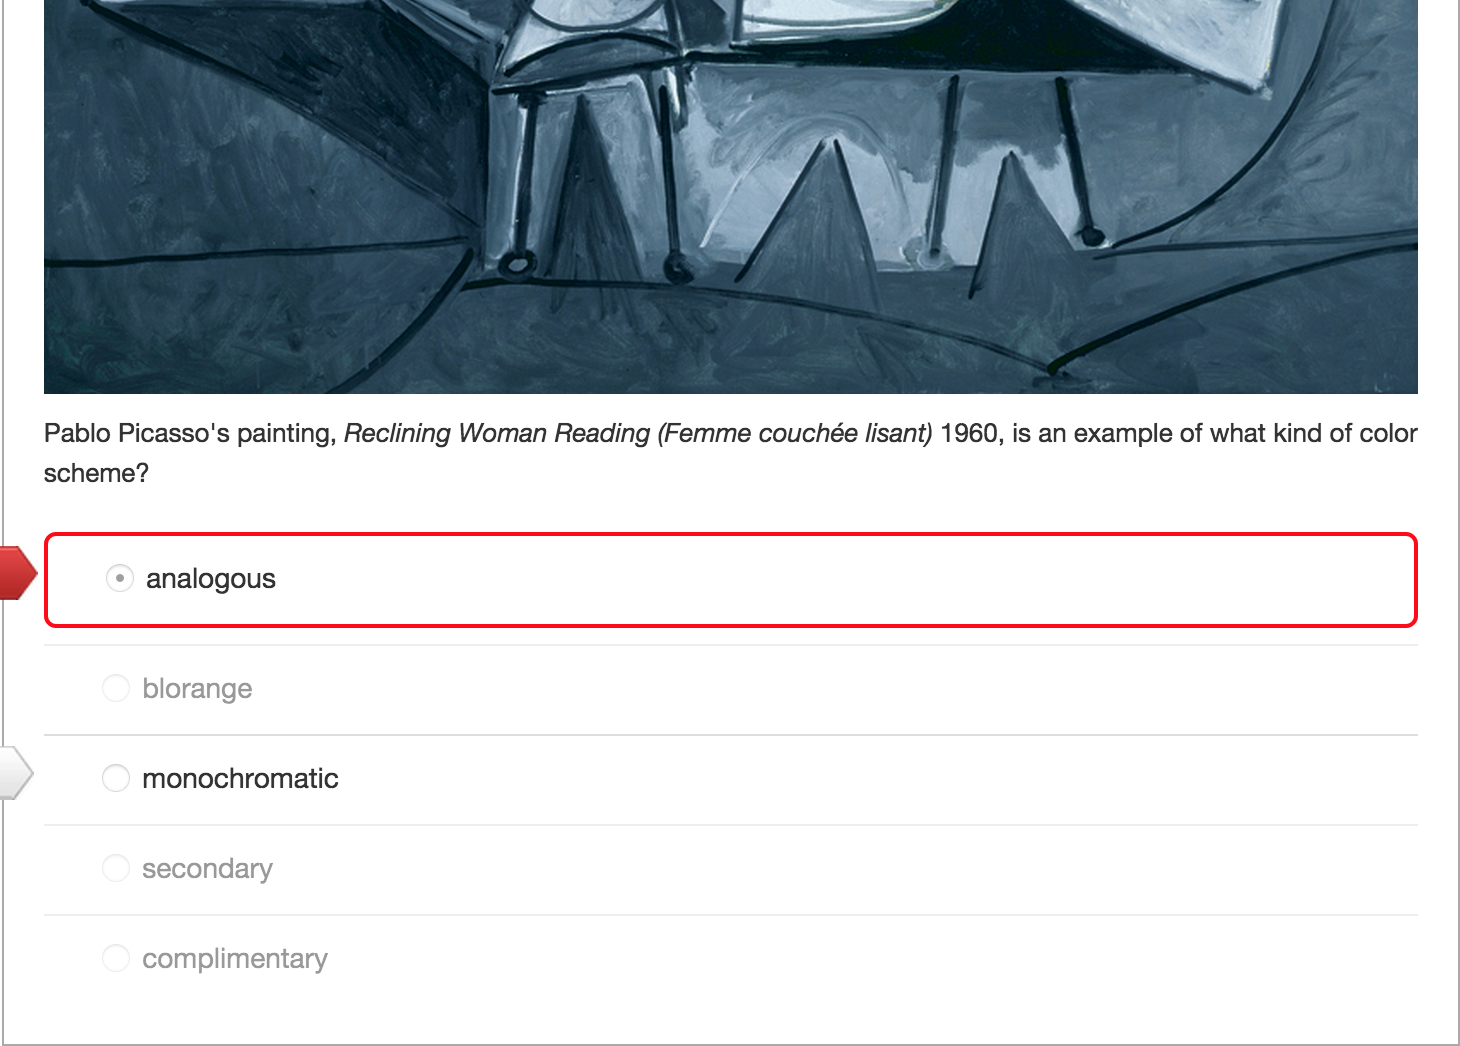 Pablo Picasso's painting, Reclining Woman Reading (Femme couchée lisant) 1960, is an example of what kind of color
scheme?
analogous
blorange
monochromatic
secondary
complimentary